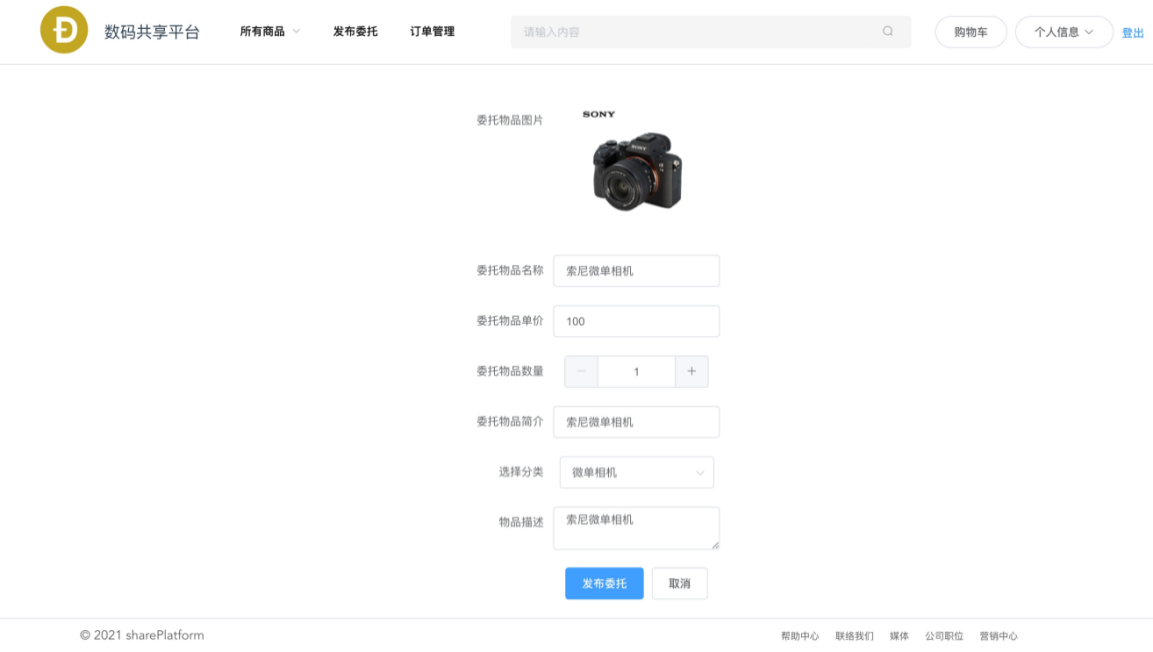 数码共享平台
所有商品
发布委托
订单管理
请输入内容
购物车
个人信息
登出
委托物品图片
SONY
SONY
委托物品名称
索尼微单相机
委托物品单价
100
委托物品数量
1
委托物品简介
索尼微单相机
选择分类
微单相机
物品描述
索尼微单相机
发布委托
取消
© 2021 sharePlatform
帮助中心
联络我们
媒体
公司职位
营销中心